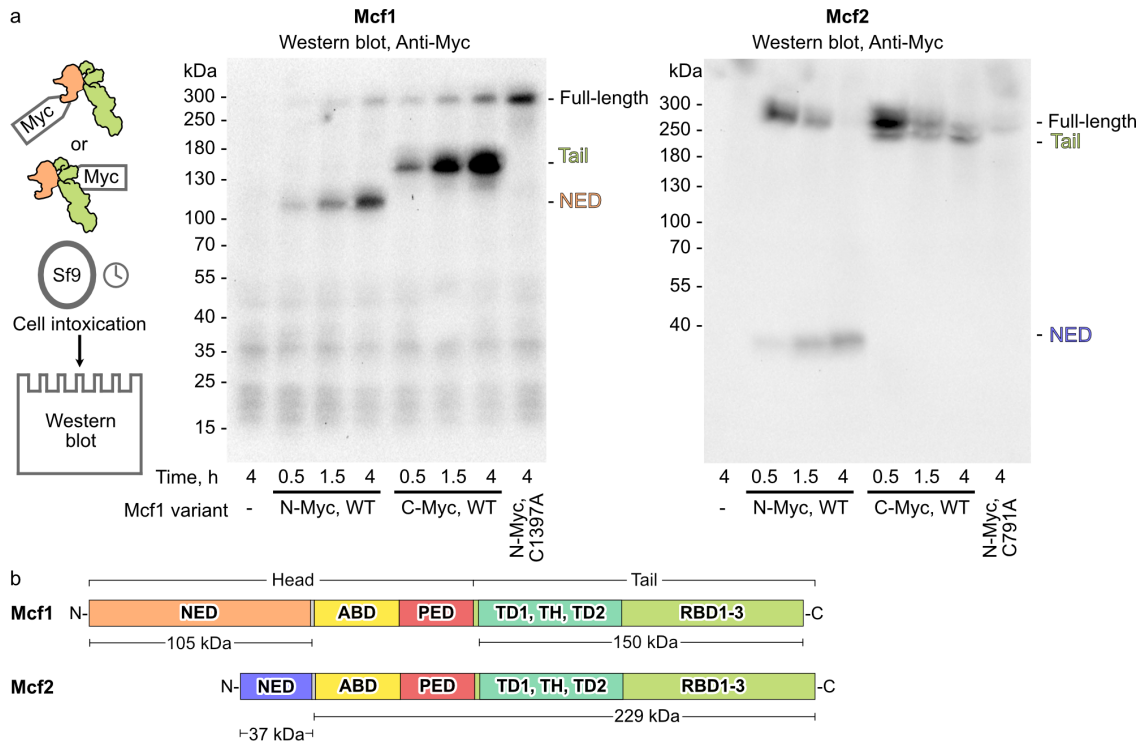 a
Mcf1
Western blot, Anti-Myc
Myc
or
Myc
Sf9
Cell intoxication
Western
blot
kDa
300 -
250 -
180 -
130 -
100 -
70 -
55 -
40 -
35 -
25 -
15 -
- Full-length
- Tail
- NED
Time, h 4 0.5 1.5 4 0.5 1.5 4 4
Mcf1 variant - N-Myc, WT C-Myc, WT N-Myc, C1397A
Mcf2
Western blot, Anti-Myc
kDa
300 -
250 -
180 -
130 -
100 -
70 -
55 -
40 -
- Full-length
- Tail
- NED
4 0.5 1.5 4 0.5 1.5 4 4
- N-Myc, WT C-Myc, WT N-Myc, C791A
b
Head Tail
Mcf1 N- NED ABD PED TD1, TH, TD2 RBD1-3 -C
105 kDa 150 kDa
Mcf2 N- NED ABD PED TD1, TH, TD2 RBD1-3 -C
229 kDa
37 kDa